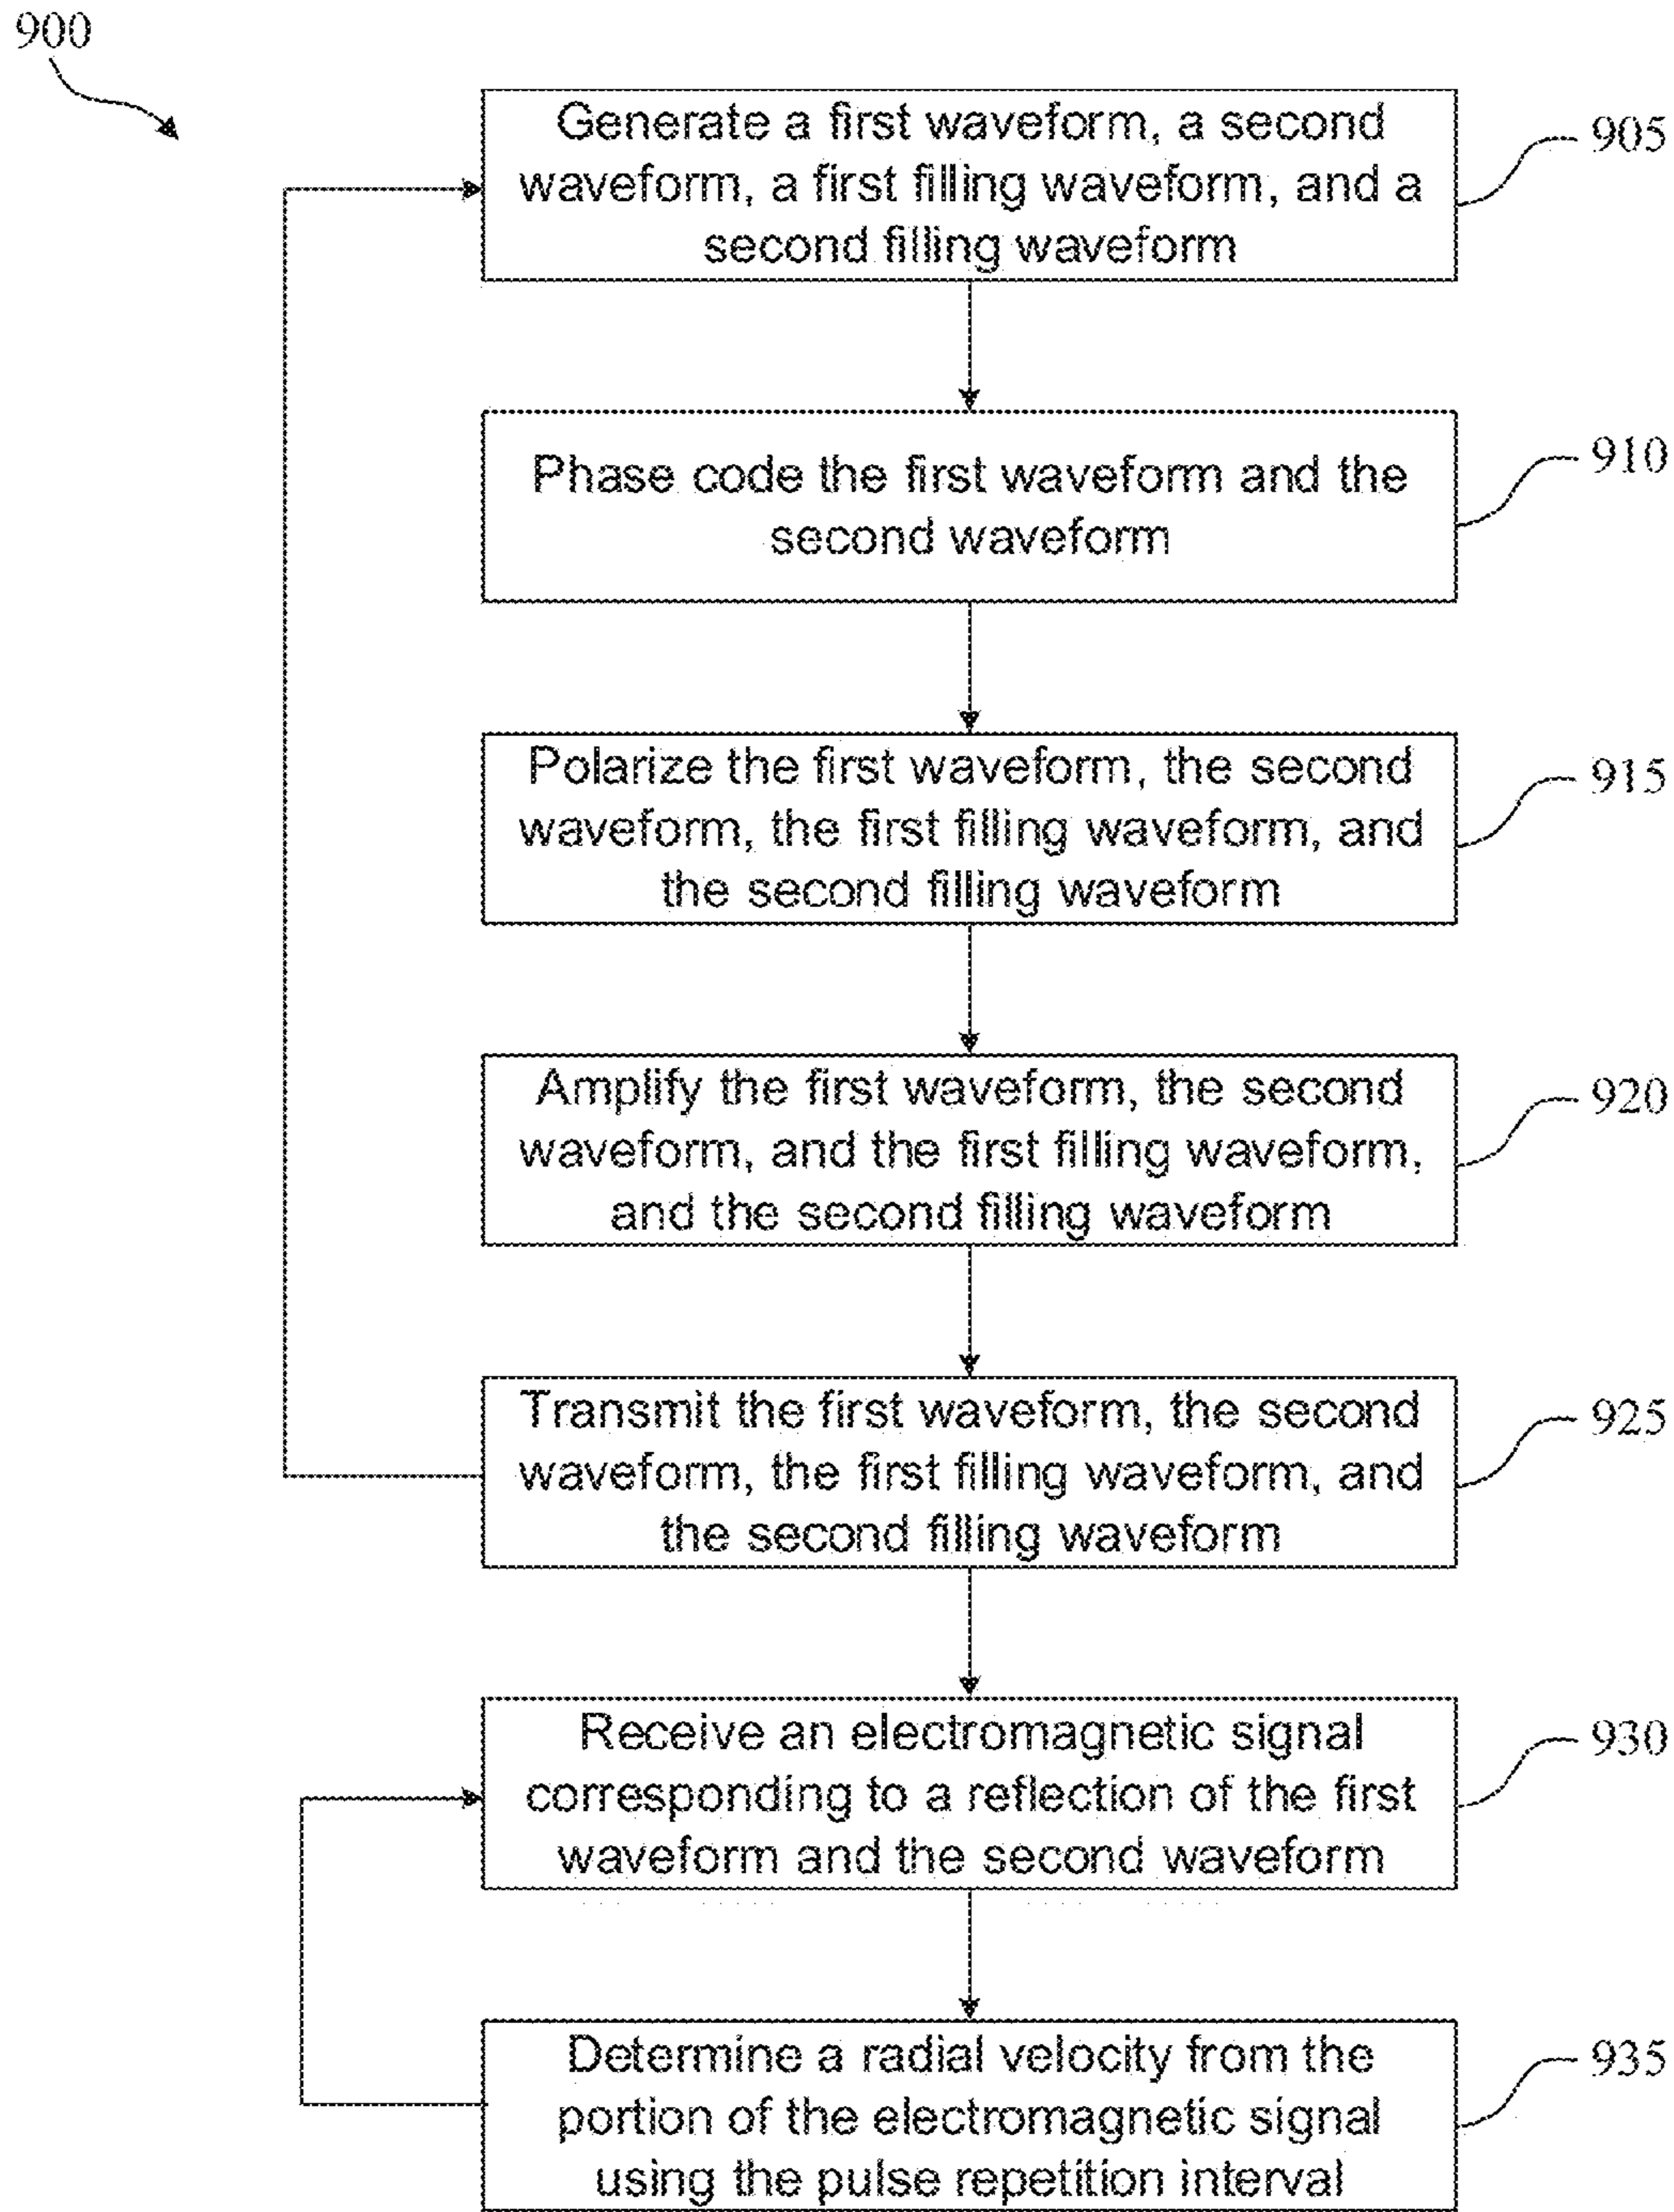 900
Generate a first waveform, a second
waveform, a first filling waveform, and a
second filling waveform
905
Phase code the first waveform and the
second waveform
910
Polarize the first waveform, the second
waveform, the first filling waveform, and
the second filling waveform
915
Amplify the first waveform, the second
waveform, and the first filling waveform,
and the second filling waveform
920
Transmit the first waveform, the second
waveform, the first filling waveform, and
the second filling waveform
925
Receive an electromagnetic signal
corresponding to a reflection of the first
waveform and the second waveform
930
Determine a radial velocity from the
portion of the electromagnetic signal
using the pulse repetition interval
935